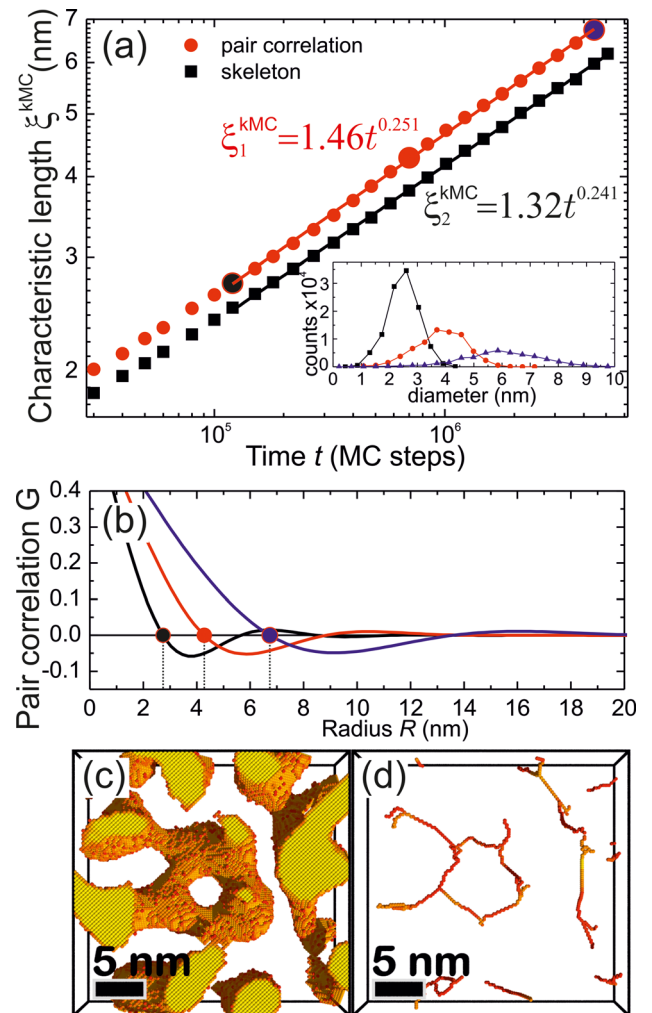 (a)
pair correlation
skeleton
ξ₁ᵏᴹᶜ=1.46t⁰·²⁵¹
ξ₂ᵏᴹᶜ=1.32t⁰·²⁴¹
Characteristic length ξᵏᴹᶜ(nm)
7
6
5
4
3
2
counts x10⁴
3
2
1
0
0 1 2 3 4 5 6 7 8 9 10
diameter (nm)
10⁵ 10⁶
Time t (MC steps)
(b)
Pair correlation G
0.4
0.3
0.2
0.1
0.0
-0.1
0 2 4 6 8 10 12 14 16 18 20
Radius R (nm)
(c)
5 nm
(d)
5 nm